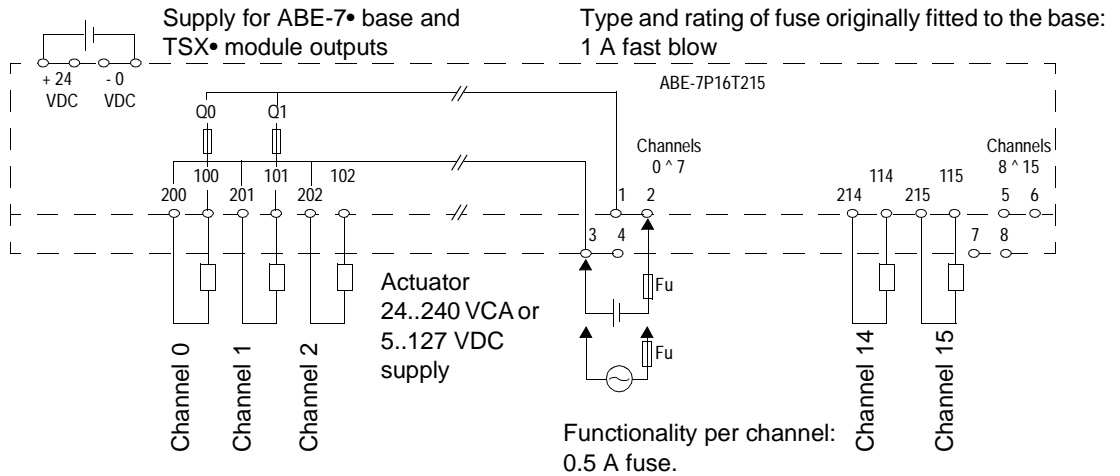 Supply for ABE-7• base and
TSX• module outputs
Type and rating of fuse originally fitted to the base:
1 A fast blow
+ 24
VDC
- 0
VDC
ABE-7P16T215
Q0
Q1
Channels
0 ^ 7
Channels
8 ^ 15
200
100
201
101
202
102
1
2
214
114
215
115
5
6
3
4
7
8
Actuator
24..240 VCA or
5..127 VDC
supply
Fu
Fu
Channel 0
Channel 1
Channel 2
Channel 14
Channel 15
Functionality per channel:
0.5 A fuse.